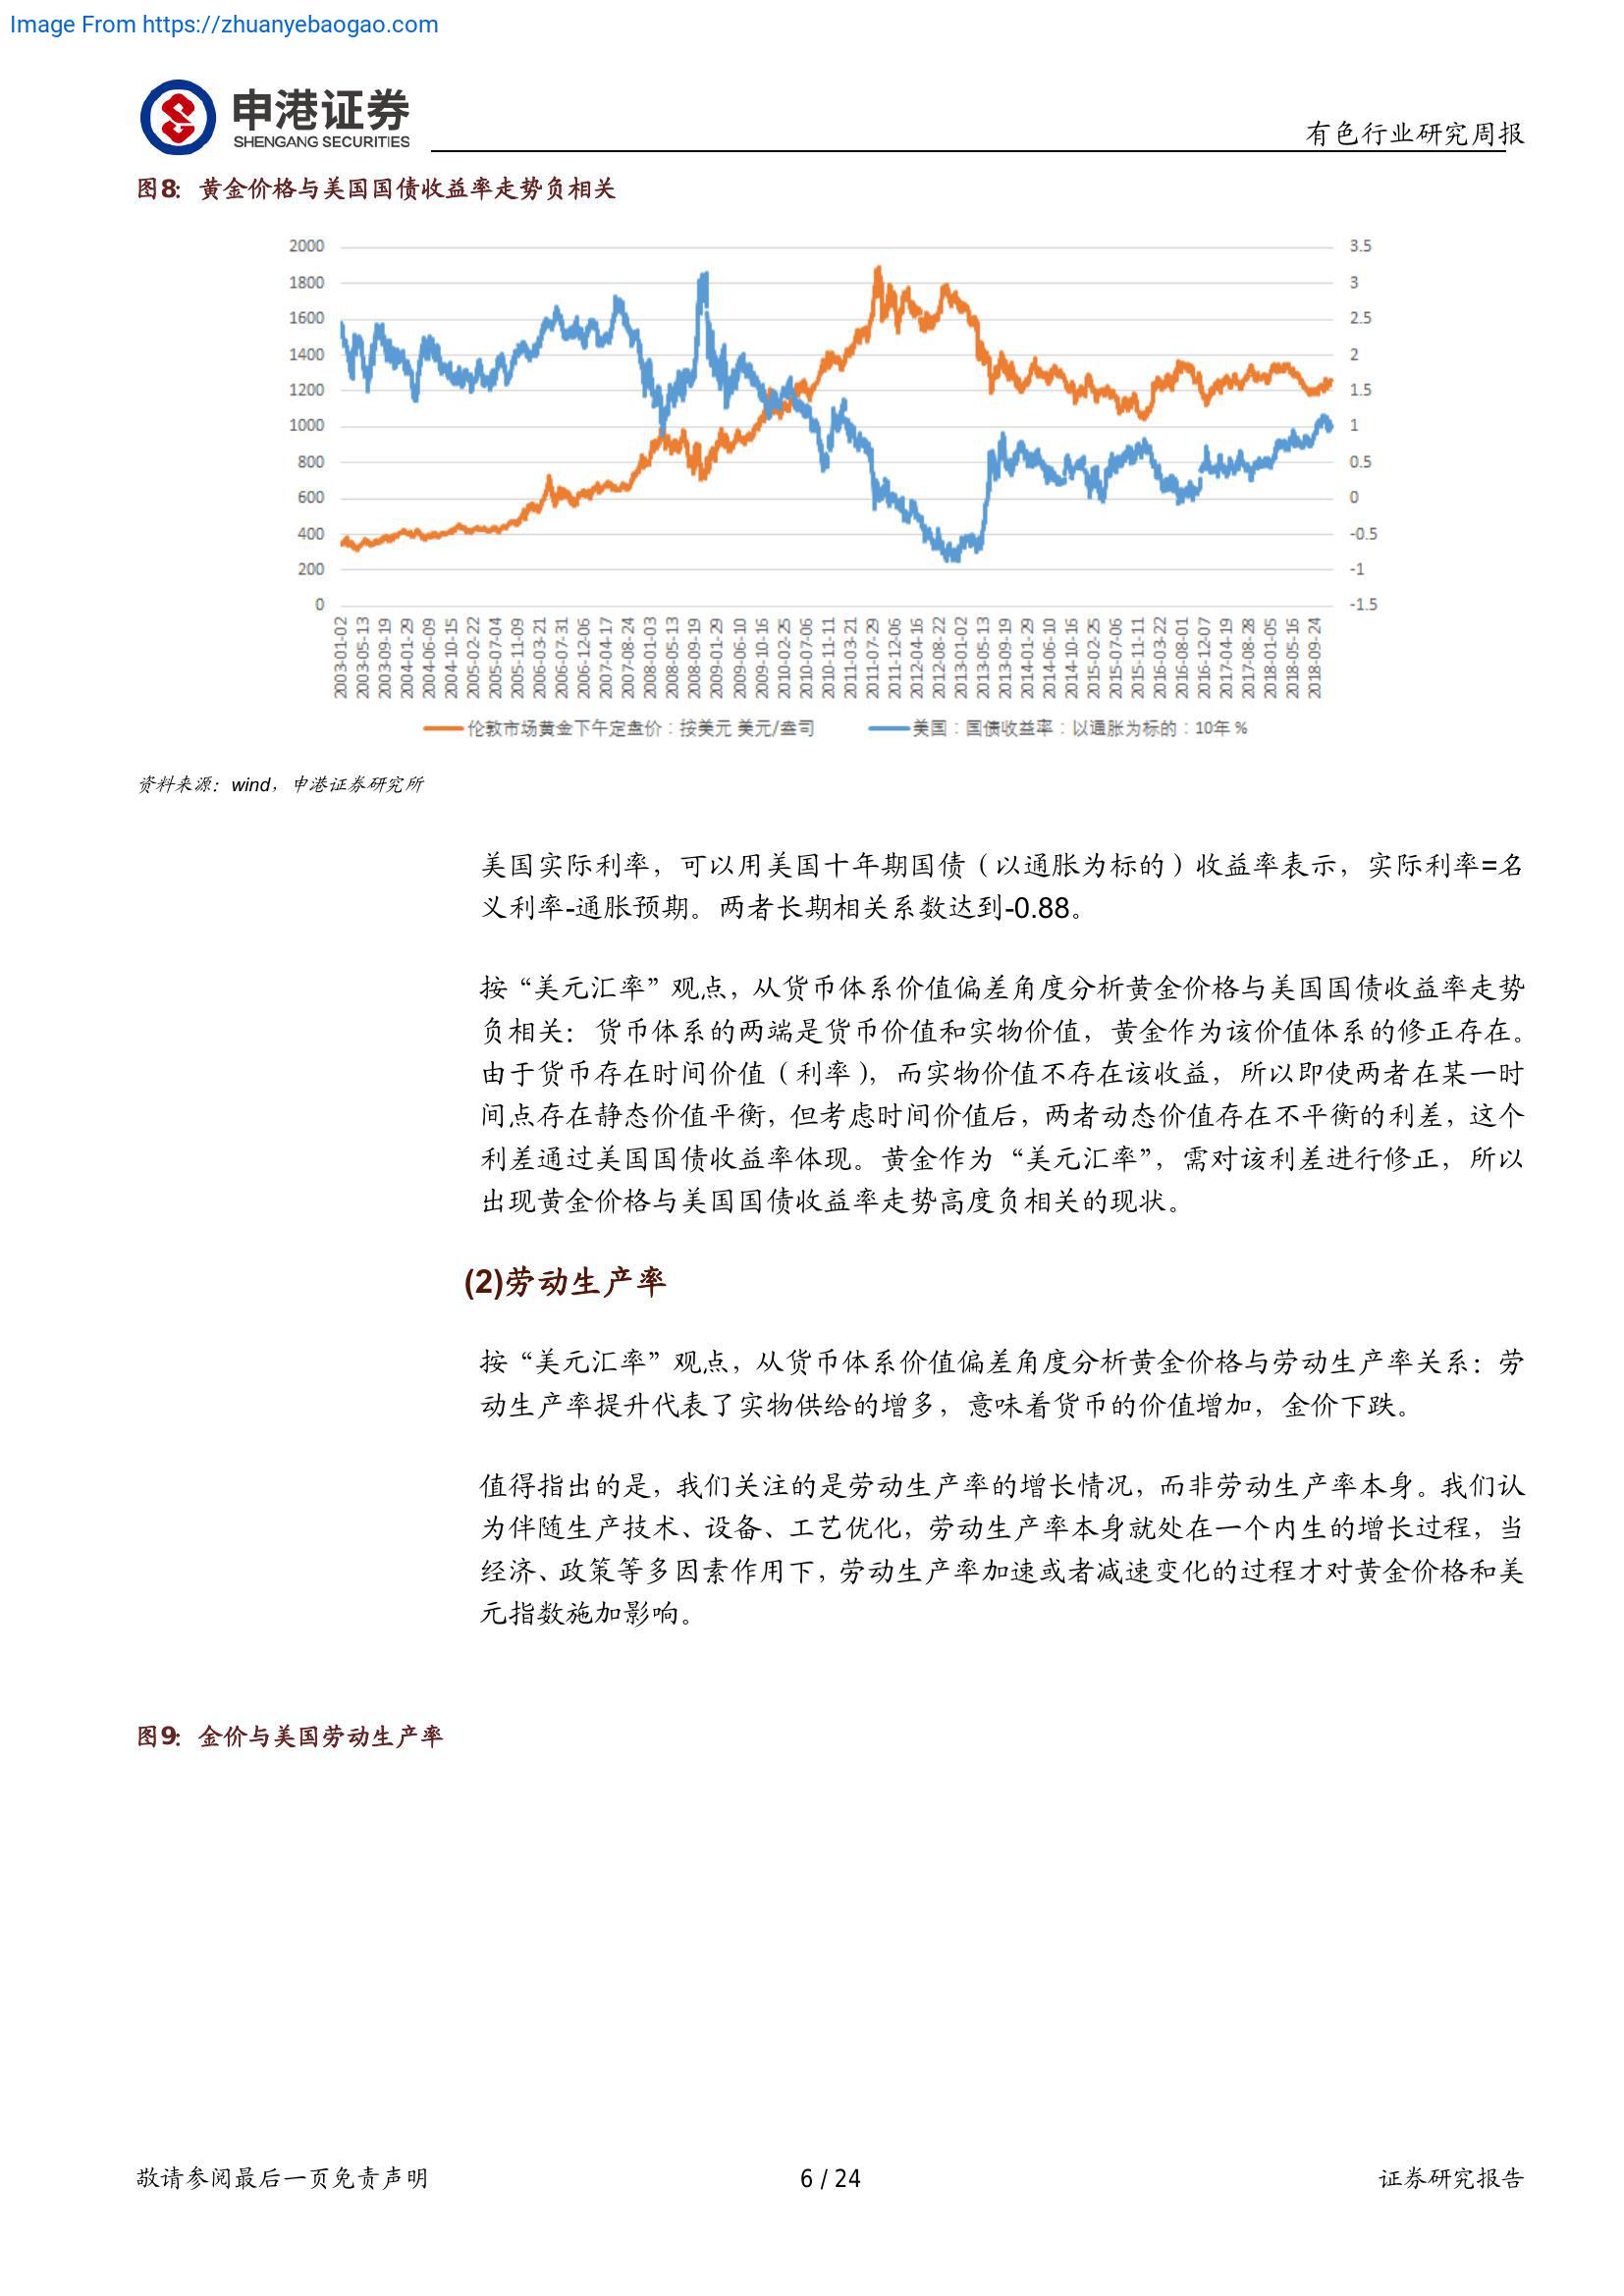 Image From https://zhuanyebaogao.com
申港证券
SHENGANG SECURITIES
有色行业研究周报
图8: 黄金价格与美国国债收益率走势负相关
2000
1800
1600
1400
1200
1000
800
600
400
200
0
3.5
3
2.5
2
1.5
1
0.5
0
-0.5
-1
-1.5
2003-01-02
2003-05-13
2003-09-19
2004-01-29
2004-06-09
2004-10-15
2005-02-22
2005-07-04
2005-11-09
2006-03-21
2006-07-31
2006-12-06
2007-04-17
2007-08-24
2008-01-03
2008-05-13
2008-09-19
2009-01-29
2009-06-10
2009-10-16
2010-02-25
2010-07-06
2010-11-11
2011-03-21
2011-07-29
2011-12-06
2012-04-16
2012-08-22
2013-01-02
2013-05-13
2013-09-19
2014-01-29
2014-06-10
2014-10-16
2015-02-25
2015-07-06
2015-11-11
2016-03-22
2016-08-01
2016-12-07
2017-04-19
2017-08-28
2018-01-05
2018-05-16
2018-09-24
伦敦市场黄金下午定盘价：按美元 美元/盎司
美国：国债收益率：以通胀为标的：10年 %
资料来源：wind，申港证券研究所
美国实际利率，可以用美国十年期国债（以通胀为标的）收益率表示，实际利率=名
义利率-通胀预期。两者长期相关系数达到-0.88。
按“美元汇率”观点，从货币体系价值偏差角度分析黄金价格与美国国债收益率走势
负相关：货币体系的两端是货币价值和实物价值，黄金作为该价值体系的修正存在。
由于货币存在时间价值（利率），而实物价值不存在该收益，所以即使两者在某一时
间点存在静态价值平衡，但考虑时间价值后，两者动态价值存在不平衡的利差，这个
利差通过美国国债收益率体现。黄金作为“美元汇率”，需对该利差进行修正，所以
出现黄金价格与美国国债收益率走势高度负相关的现状。
(2)劳动生产率
按“美元汇率”观点，从货币体系价值偏差角度分析黄金价格与劳动生产率关系：劳
动生产率提升代表了实物供给的增多，意味着货币的价值增加，金价下跌。
值得指出的是，我们关注的是劳动生产率的增长情况，而非劳动生产率本身。我们认
为伴随生产技术、设备、工艺优化，劳动生产率本身就处在一个内生的增长过程，当
经济、政策等多因素作用下，劳动生产率加速或者减速变化的过程才对黄金价格和美
元指数施加影响。
图9: 金价与美国劳动生产率
敬请参阅最后一页免责声明
6 / 24
证券研究报告